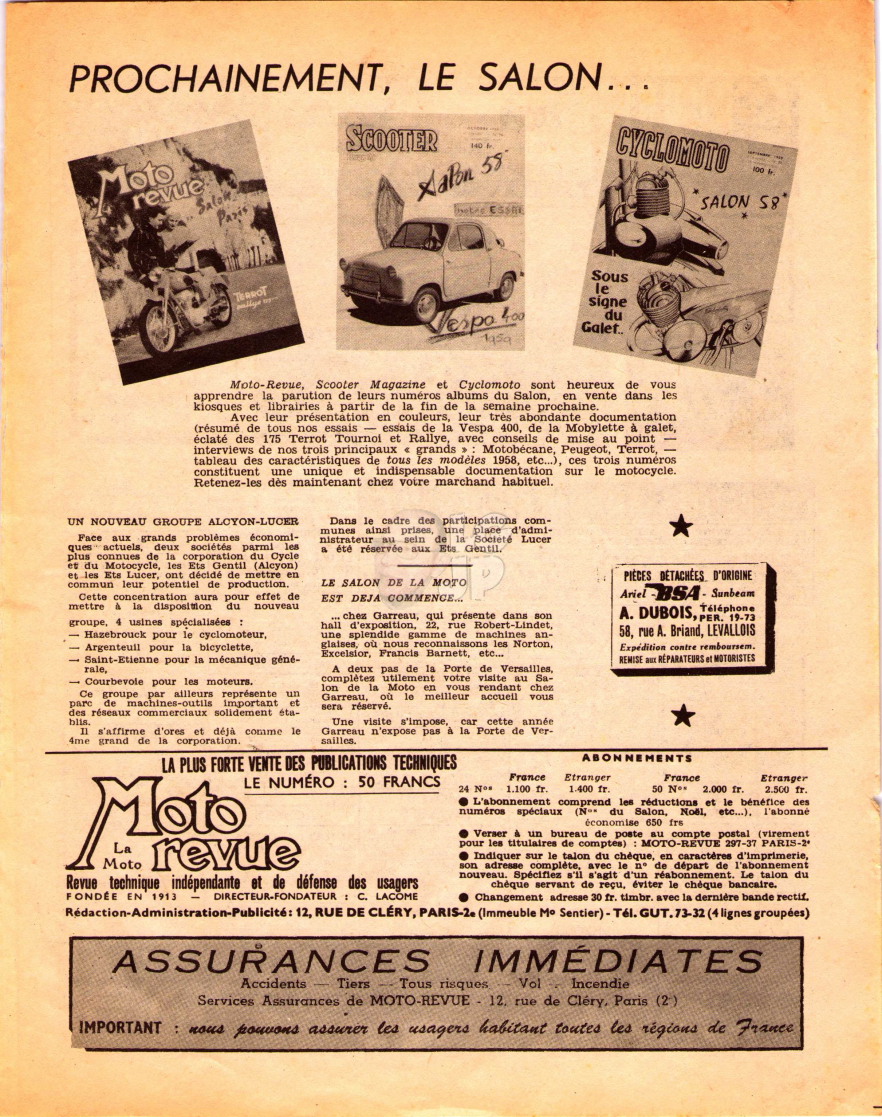 PROCHAINEMENT, LE SALON...
Moto
revue
Salon
Paris
TERROT
SCOOTER
140 fr.
Salon 58
notre ESSAI
Vespa 400
1959
CYCLOMOTO
100 fr.
SALON 58
Sous
le
signe
du
Galet..
Moto-Revue, Scooter Magazine et Cyclomoto sont heureux de vous
apprendre la parution de leurs numéros albums du Salon, en vente dans les
kiosques et librairies à partir de la fin de la semaine prochaine.
Avec leur présentation en couleurs, leur très abondante documentation
(résumé de tous nos essais — essais de la Vespa 400, de la Mobylette à galet,
éclaté des 175 Terrot Tournoi et Rallye, avec conseils de mise au point —
interviews de nos trois principaux « grands » : Motobécane, Peugeot, Terrot, —
tableau des caractéristiques de tous les modèles 1958, etc...), ces trois numéros
constituent une unique et indispensable documentation sur le motocycle.
Retenez-les dès maintenant chez votre marchand habituel.
UN NOUVEAU GROUPE ALCYON-LUCER
Face aux grands problèmes économi-
ques actuels, deux sociétés parmi les
plus connues de la corporation du Cycle
et du Motocycle, les Ets Gentil (Alcyon)
et les Ets Lucer, ont décidé de mettre en
commun leur potentiel de production.
Cette concentration aura pour effet de
mettre à la disposition du nouveau
groupe, 4 usines spécialisées :
— Hazebrouck pour le cyclomoteur,
— Argenteuil pour la bicyclette,
— Saint-Etienne pour la mécanique géné-
rale,
— Courbevoie pour les moteurs.
Ce groupe par ailleurs représente un
parc de machines-outils important et
des réseaux commerciaux solidement éta-
blis.
Il s'affirme d'ores et déjà comme le
4me grand de la corporation.
Dans le cadre des participations com-
munes ainsi prises, une place d'admi-
nistrateur au sein de la Société Lucer
a été réservée aux Ets Gentil.
LE SALON DE LA MOTO
EST DEJA COMMENCE...
...chez Garreau, qui présente dans son
hall d'exposition, 22, rue Robert-Lindet,
une splendide gamme de machines an-
glaises, où nous reconnaissons les Norton,
Excelsior, Francis Barnett, etc...
A deux pas de la Porte de Versailles,
complétez utilement votre visite au Sa-
lon de la Moto en vous rendant chez
Garreau, où le meilleur accueil vous
sera réservé.
Une visite s'impose, car cette année
Garreau n'expose pas à la Porte de Ver-
sailles.
PIÈCES DÉTACHÉES D'ORIGINE
Ariel - BSA - Sunbeam
A. DUBOIS, Téléphone PER. 19-73
58, rue A. Briand, LEVALLOIS
Expédition contre remboursem.
REMISE aux RÉPARATEURS et MOTORISTES
LA PLUS FORTE VENTE DES PUBLICATIONS TECHNIQUES
LE NUMÉRO : 50 FRANCS
Moto
revue
La
Moto
Revue technique indépendante et de défense des usagers
FONDÉE EN 1913 — DIRECTEUR-FONDATEUR : C. LACOME
ABONNEMENTS
France Etranger France Etranger
24 Nos 1.100 fr. 1.400 fr. 50 Nos 2.000 fr. 2.500 fr.
● L'abonnement comprend les réductions et le bénéfice des
numéros spéciaux (Nos du Salon, Noël, etc...), l'abonné
économise 650 frs
● Verser à un bureau de poste au compte postal (virement
pour les titulaires de comptes) : MOTO-REVUE 297-37 PARIS-2e
● Indiquer sur le talon du chèque, en caractères d'imprimerie,
son adresse complète, avec le no de départ de l'abonnement
nouveau. Spécifiez s'il s'agit d'un réabonnement. Le talon du
chèque servant de reçu, éviter le chèque bancaire.
● Changement adresse 30 fr. timbr. avec la dernière bande rectif.
Rédaction-Administration-Publicité : 12, RUE DE CLÉRY, PARIS-2e (Immeuble Mo Sentier) - Tél. GUT. 73-32 (4 lignes groupées)
ASSURANCES IMMÉDIATES
Accidents — Tiers — Tous risques — Vol - Incendie
Services Assurances de MOTO-REVUE - 12, rue de Cléry, Paris (2e)
IMPORTANT : nous pouvons assurer les usagers habitant toutes les régions de France